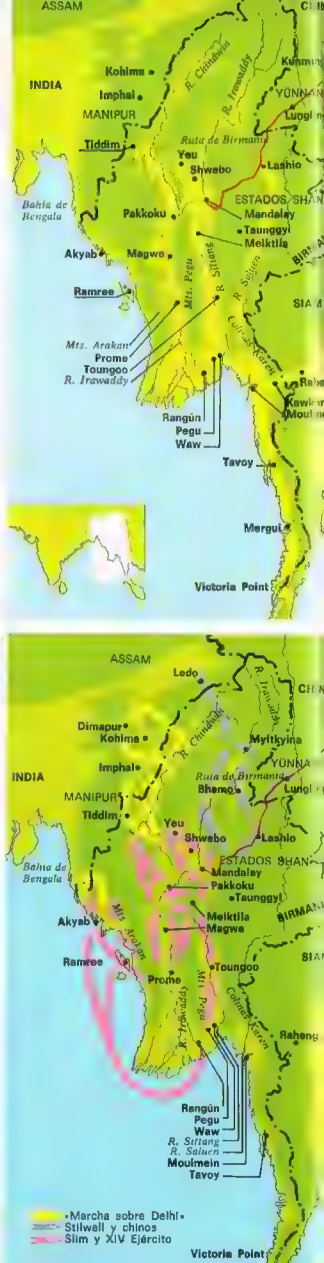 ASSAM
Kohima
R. Chindwin
R. Irawaddy
INDIA
Imphal
MANIPUR
Tiddim
Ruta de Birmania
Yeu
Shwebo
Lashio
Bahía de
Bengala
ESTADOS SHAN
Pakkoku
Mandalay
Taunggyi
Meiktila
Akyab
Magwe
Mts. Pegu
R. Sittang
R. Saluen
Ramree
Colinas Karen
Mts. Arakan
Prome
Toungoo
R. Irawaddy
Rangún
Pegu
Waw
Tavoy
Mergui
Victoria Point
ASSAM
Ledo
R. Irawaddy
Dimapur
Kohima
R. Chindwin
Myitkyina
Imphal
INDIA
Ruta de Birmania
MANIPUR
Bhamo
Tiddim
Yeu
Shwebo
Lashio
Bahía de
Bengala
ESTADOS SHAN
Mandalay
Pakkoku
Taunggyi
Akyab
Mts. Arakan
Meiktila
Magwe
Ramree
Prome
Toungoo
R. Irawaddy
Mts. Pegu
Colinas Karen
Raheng
Rangún
Pegu
Waw
R. Sittang
R. Saluen
Moulmein
Tavoy
«Marcha sobre Delhi»
Stilwell y chinos
Slim y XIV Ejército
Victoria Point